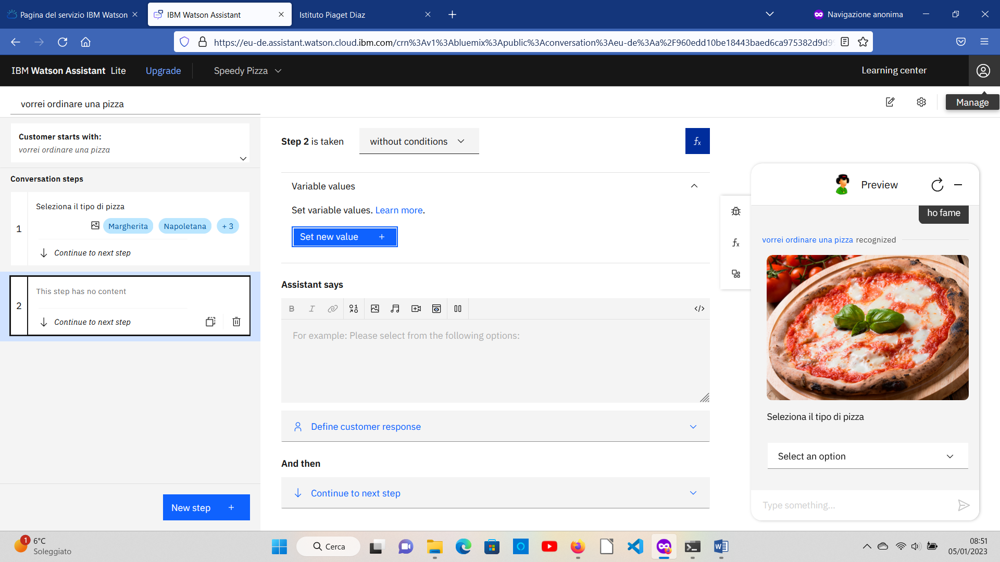 Pagina del servizio IBM Watson
IBM Watson Assistant
Istituto Piaget Diaz
Navigazione anonima
https://eu-de.assistant.watson.cloud.ibm.com/crn%3Av1%3Abluemix%3Apublic%3Aconversation%3Aeu-de%3Aa%2F960edd10be18443baed6ca975382d9d9
IBM Watson Assistant Lite
Upgrade
Speedy Pizza
Learning center
vorrei ordinare una pizza
Manage
Customer starts with:
vorrei ordinare una pizza
Conversation steps
1
Seleziona il tipo di pizza
Margherita
Napoletana
+ 3
Continue to next step
2
This step has no content
Continue to next step
New step +
Step 2 is taken
without conditions
fx
Variable values
Set variable values. Learn more.
Set new value +
Assistant says
B I
</>
For example: Please select from the following options:
Define customer response
And then
Continue to next step
fx
Preview
ho fame
vorrei ordinare una pizza recognized
Seleziona il tipo di pizza
Select an option
Type something...
1
6°C
Soleggiato
Cerca
08:51
05/01/2023